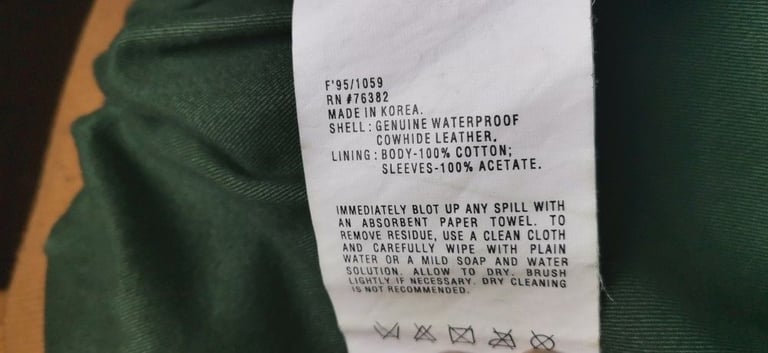 F'95/1059
RN #76382
MADE IN KOREA.
SHELL: GENUINE WATERPROOF
COWHIDE LEATHER.
LINING: BODY-100% COTTON;
SLEEVES-100% ACETATE.
IMMEDIATELY BLOT UP ANY SPILL WITH
AN ABSORBENT PAPER TOWEL. TO
REMOVE RESIDUE, USE A CLEAN CLOTH
AND CAREFULLY WIPE WITH PLAIN
WATER OR A MILD SOAP AND WATER
SOLUTION. ALLOW TO DRY. BRUSH
LIGHTLY IF NECESSARY. DRY CLEANING
IS NOT RECOMMENDED.